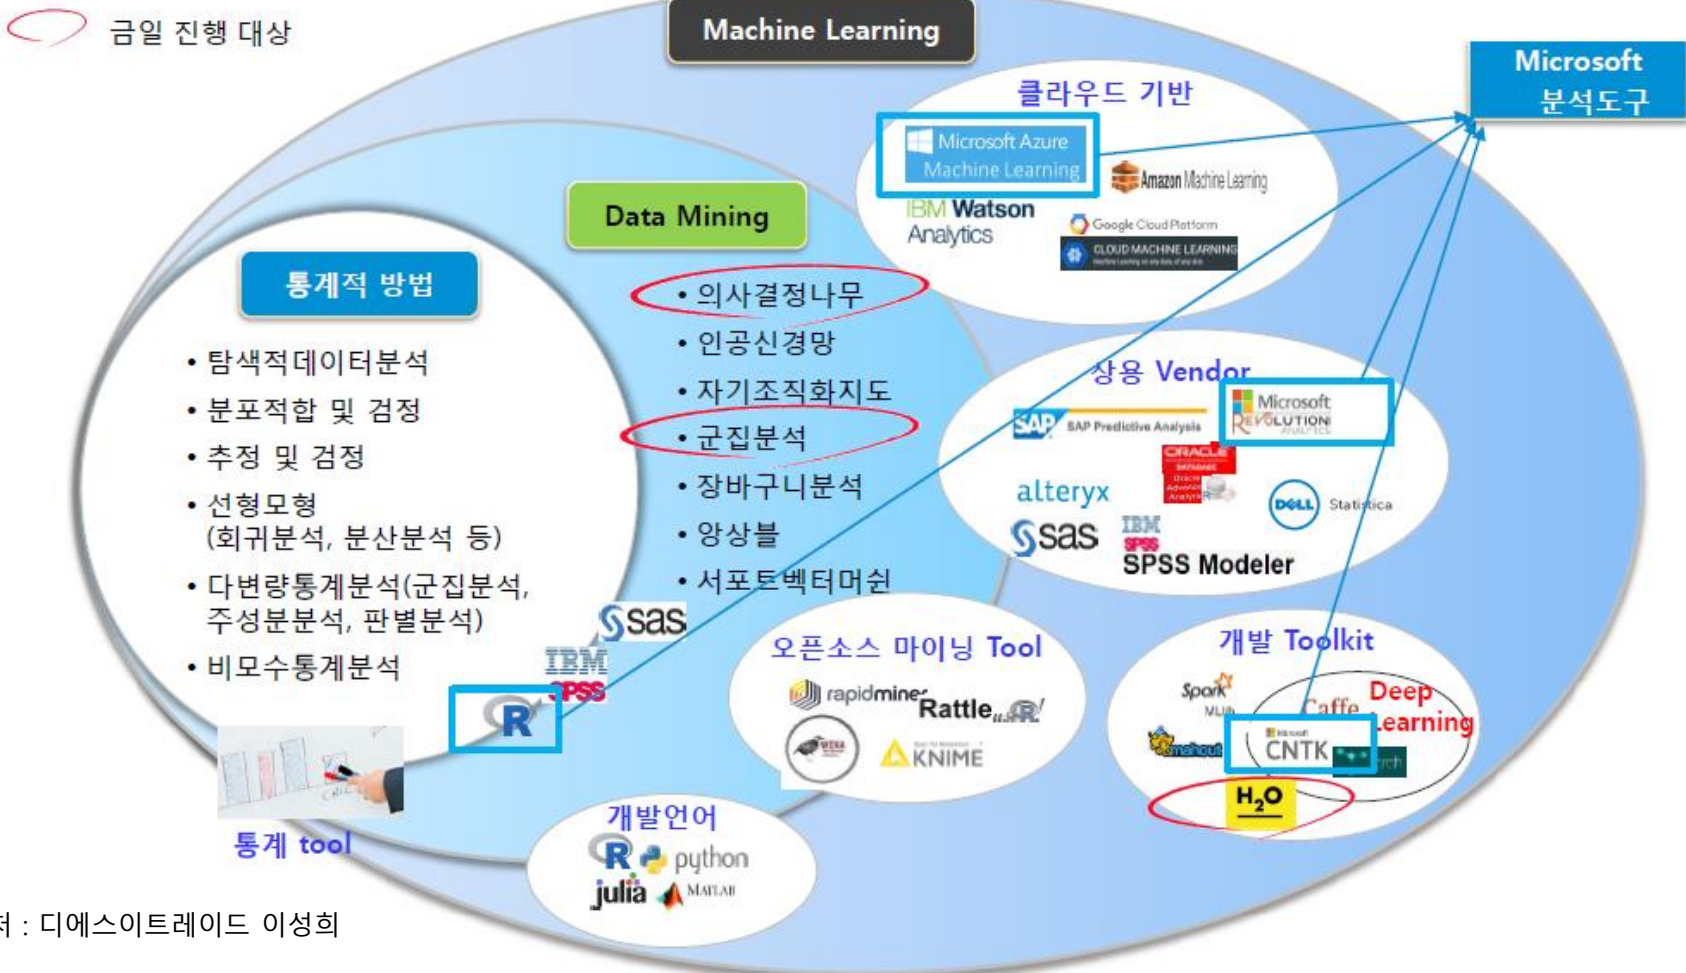 금일 진행 대상
Machine Learning
Microsoft
분석도구
클라우드 기반
Microsoft Azure
Machine Learning
Amazon Machine Learning
IBM Watson
Analytics
Google Cloud Platform
CLOUD MACHINE LEARNING
Data Mining
• 의사결정나무
• 인공신경망
• 자기조직화지도
• 군집분석
• 장바구니분석
• 앙상블
• 서포트벡터머쉰
통계적 방법
• 탐색적데이터분석
• 분포적합 및 검정
• 추정 및 검정
• 선형모형
(회귀분석, 분산분석 등)
• 다변량통계분석(군집분석,
주성분분석, 판별분석)
• 비모수통계분석
sas
IBM
SPSS
R
통계 tool
상용 Vendor
SAP SAP Predictive Analysis
Microsoft
REVOLUTION
ANALYTICS
ORACLE
DATABASE
alteryx
DELL Statistica
sas
IBM
SPSS
SPSS Modeler
오픈소스 마이닝 Tool
rapidminer
Rattle
R
WEKA
KNIME
개발 Toolkit
Spark
MLlib
Caffe
Deep
Learning
mahout
Microsoft
CNTK
H2O
개발언어
R python
julia MATLAB
: 디에스이트레이드 이성희